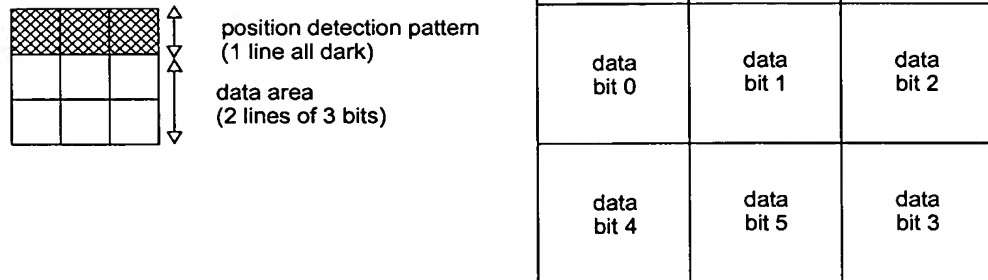 position detection pattern
(1 line all dark)
data area
(2 lines of 3 bits)
data
bit 0
data
bit 1
data
bit 2
data
bit 4
data
bit 5
data
bit 3